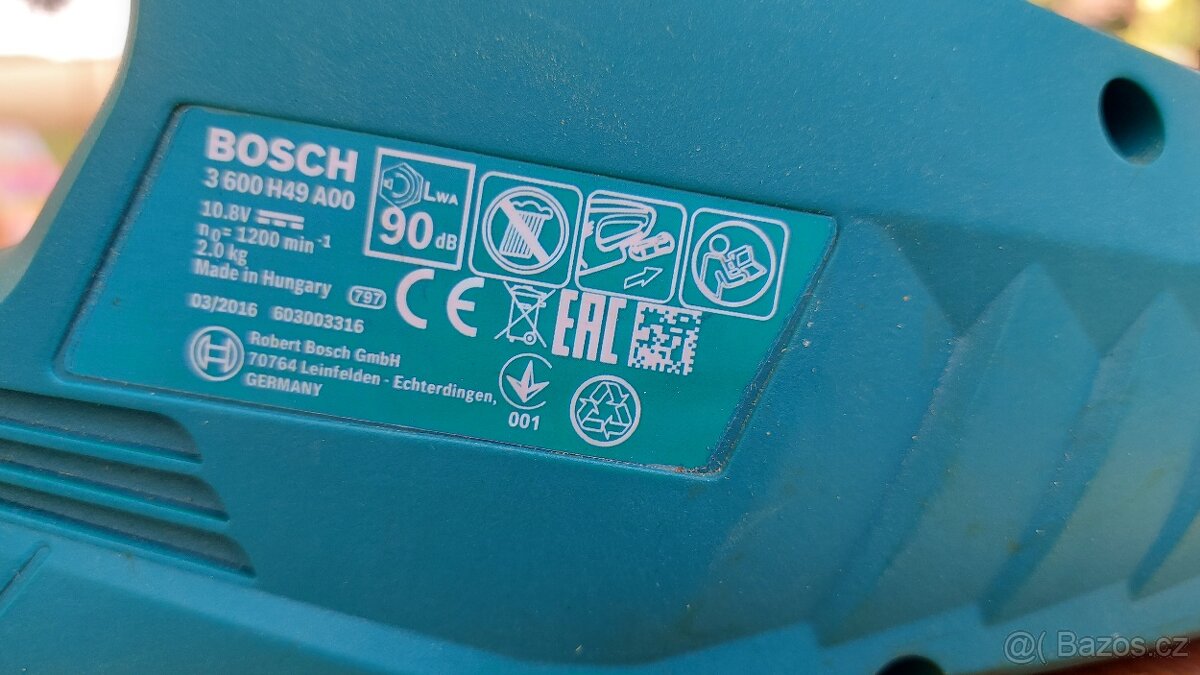 BOSCH
3 600 H49 A00
10.8V
n0= 1200 min-1
2.0 kg
Made in Hungary
797
03/2016 603003316
Robert Bosch GmbH
70764 Leinfelden - Echterdingen,
GERMANY
LWA
90 dB
CE
EAC
001
@( Bazoš.cz